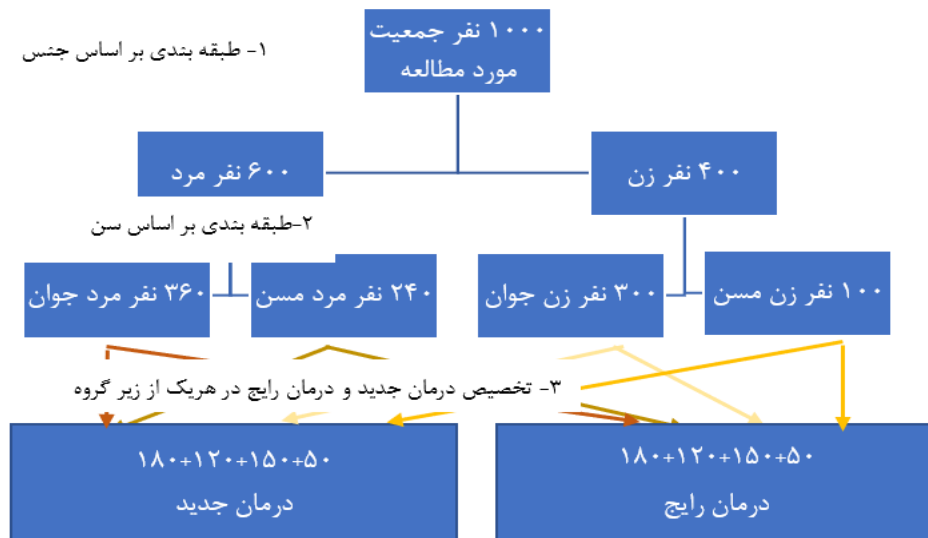 ۱۰۰۰ نفر جمعیت
مورد مطالعه
۱- طبقه بندی بر اساس جنس
۴۰۰ نفر زن
۶۰۰ نفر مرد
۲-طبقه بندی بر اساس سن
۱۰۰ نفر زن مسن
۳۰۰ نفر زن جوان
۲۴۰ نفر مرد مسن
۳۶۰ نفر مرد جوان
۳- تخصیص درمان جدید و درمان رایج در هریک از زیر گروه
۱۸۰+۱۲۰+۱۵۰+۵۰
درمان رایج
۱۸۰+۱۲۰+۱۵۰+۵۰
درمان جدید